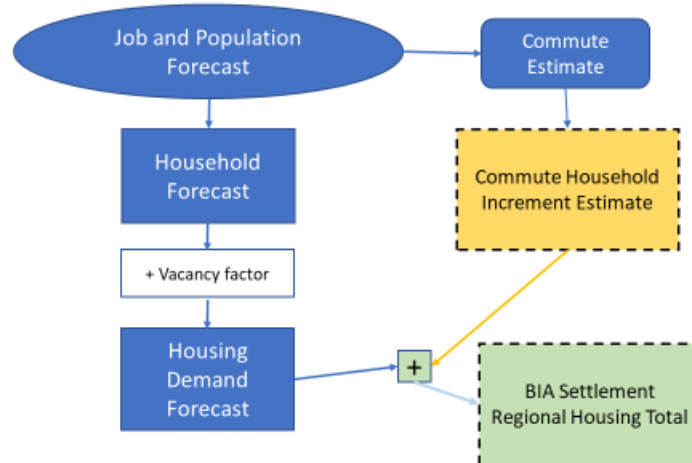 Job and Population
Forecast
Commute
Estimate
Household
Forecast
Commute Household
Increment Estimate
+ Vacancy factor
Housing
Demand
Forecast
+
BIA Settlement
Regional Housing Total